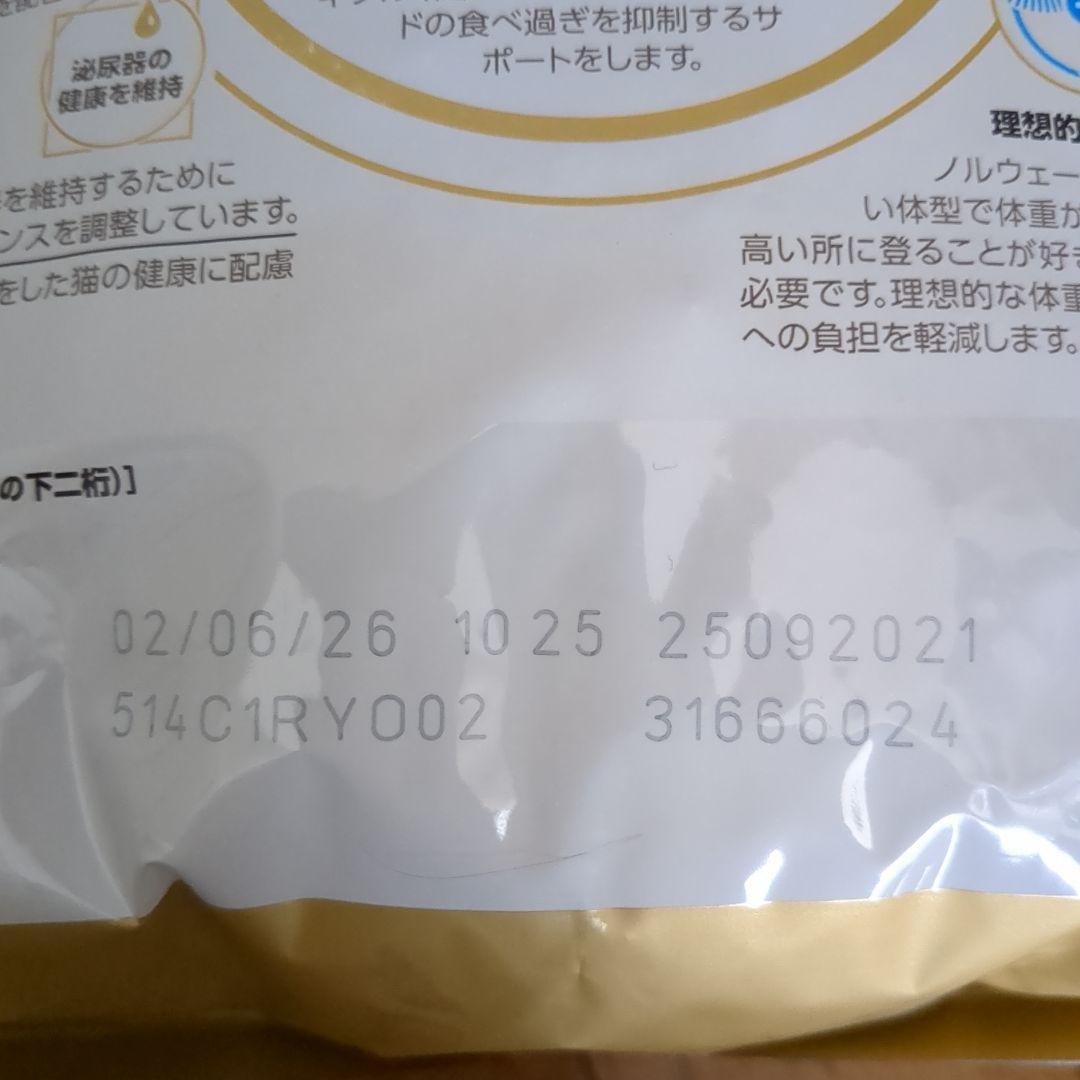 ドの食べ過ぎを抑制するサ
ポートをします。
泌尿器の
健康を維持
を維持するために
ンスを調整しています。
をした猫の健康に配慮
理想的
ノルウェー
い体型で体重が
高い所に登ることが好き
必要です。理想的な体重
への負担を軽減します。
の下二桁)]
02/06/26 1025 25092021
514C1RYO02 31666024